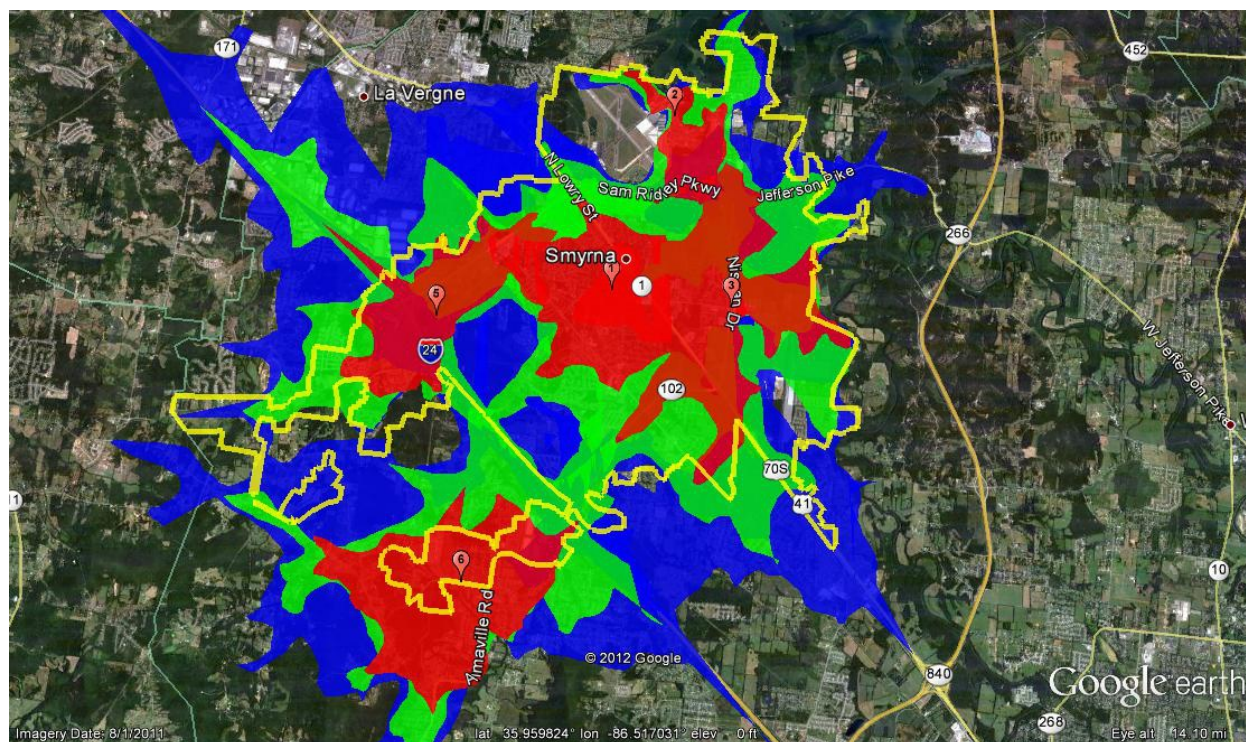 171
452
La Vergne
2
N Lowry St
Sam Ridley Pkwy
Jefferson Pike
266
Smyrna
1
1
3
Nissan Dr
5
24
102
W Jefferson Pike
V
11
70S
41
6
10
Almaville Rd
© 2012 Google
840
Google earth
268
Imagery Date: 8/1/2011
lat 35.959824° lon -86.517031° elev 0 ft
Eye alt 14.10 mi